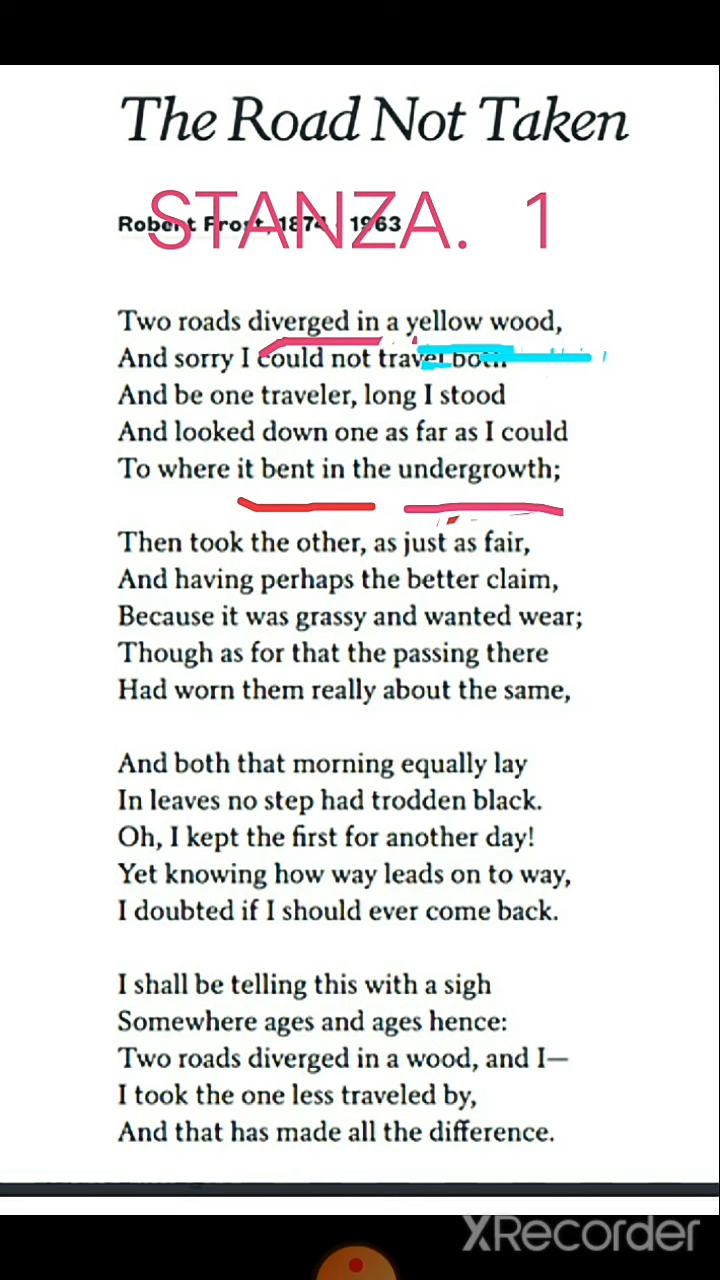 The Road Not Taken
STANZA. 1
Robert Frost, 1874 - 1963
Two roads diverged in a yellow wood,
And sorry I could not travel both
And be one traveler, long I stood
And looked down one as far as I could
To where it bent in the undergrowth;
Then took the other, as just as fair,
And having perhaps the better claim,
Because it was grassy and wanted wear;
Though as for that the passing there
Had worn them really about the same,
And both that morning equally lay
In leaves no step had trodden black.
Oh, I kept the first for another day!
Yet knowing how way leads on to way,
I doubted if I should ever come back.
I shall be telling this with a sigh
Somewhere ages and ages hence:
Two roads diverged in a wood, and I—
I took the one less traveled by,
And that has made all the difference.
XRecorder